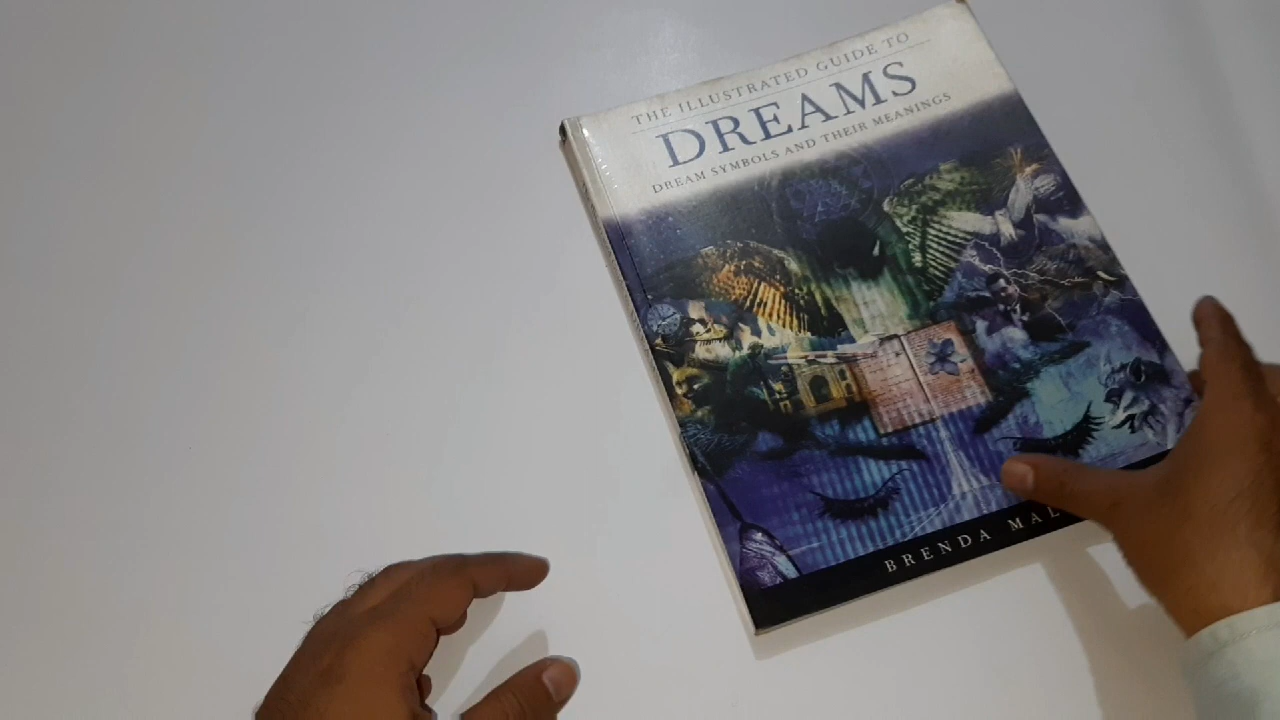 THE ILLUSTRATED GUIDE TO
DREAMS
DREAM SYMBOLS AND THEIR MEANINGS
BRENDA